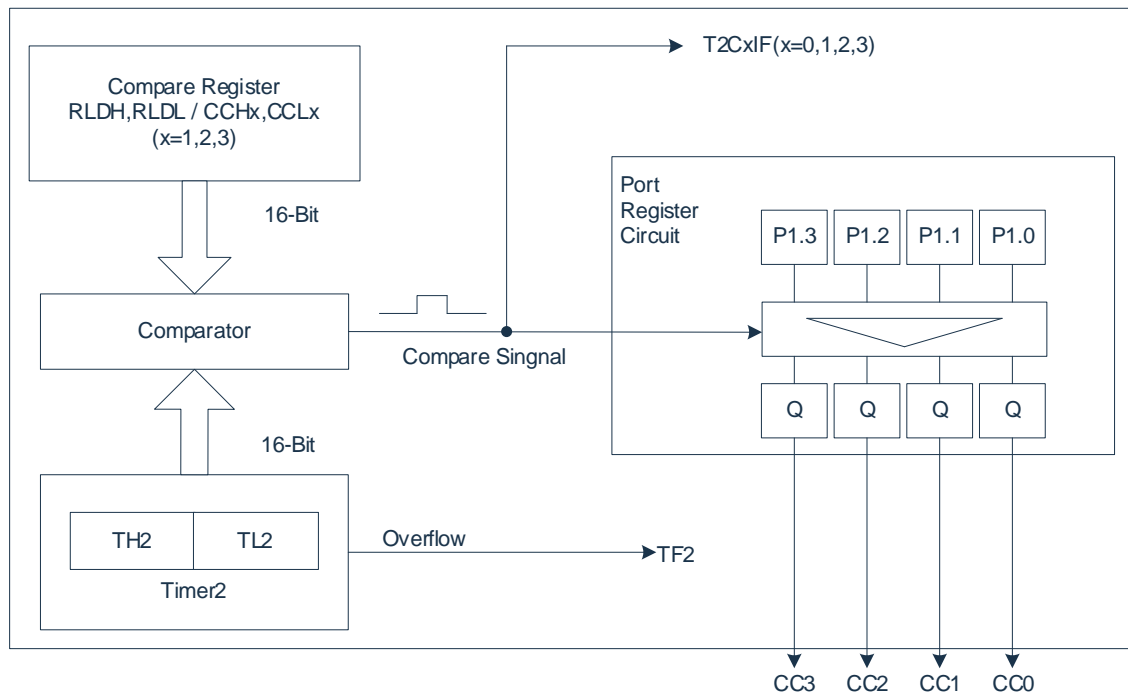 T2CxIF(x=0,1,2,3)
Compare Register
RLDH,RLDL / CCHx,CCLx
(x=1,2,3)
16-Bit
Port
Register
Circuit
P1.3 P1.2 P1.1 P1.0
Comparator
Compare Singnal
Q Q Q Q
16-Bit
TH2 TL2
Timer2
Overflow
TF2
CC3 CC2 CC1 CC0